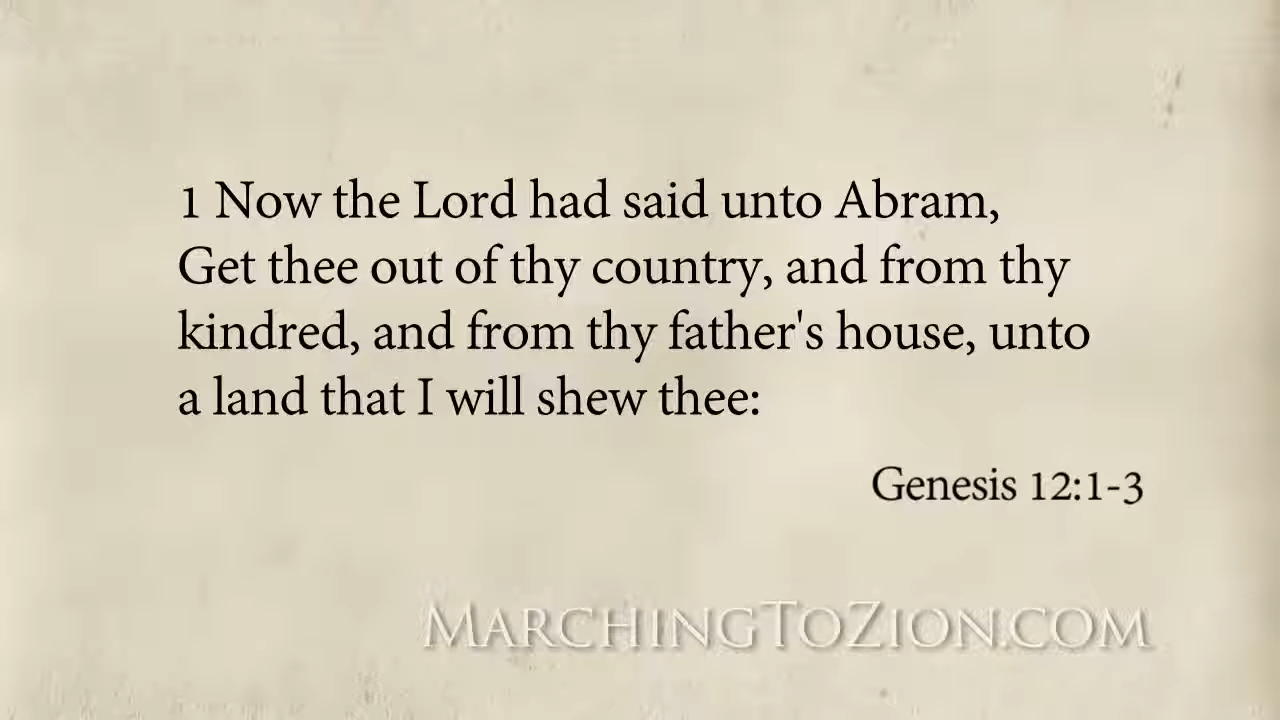 1 Now the Lord had said unto Abram,
Get thee out of thy country, and from thy
kindred, and from thy father's house, unto
a land that I will shew thee:
Genesis 12:1-3
MarchingToZion.com